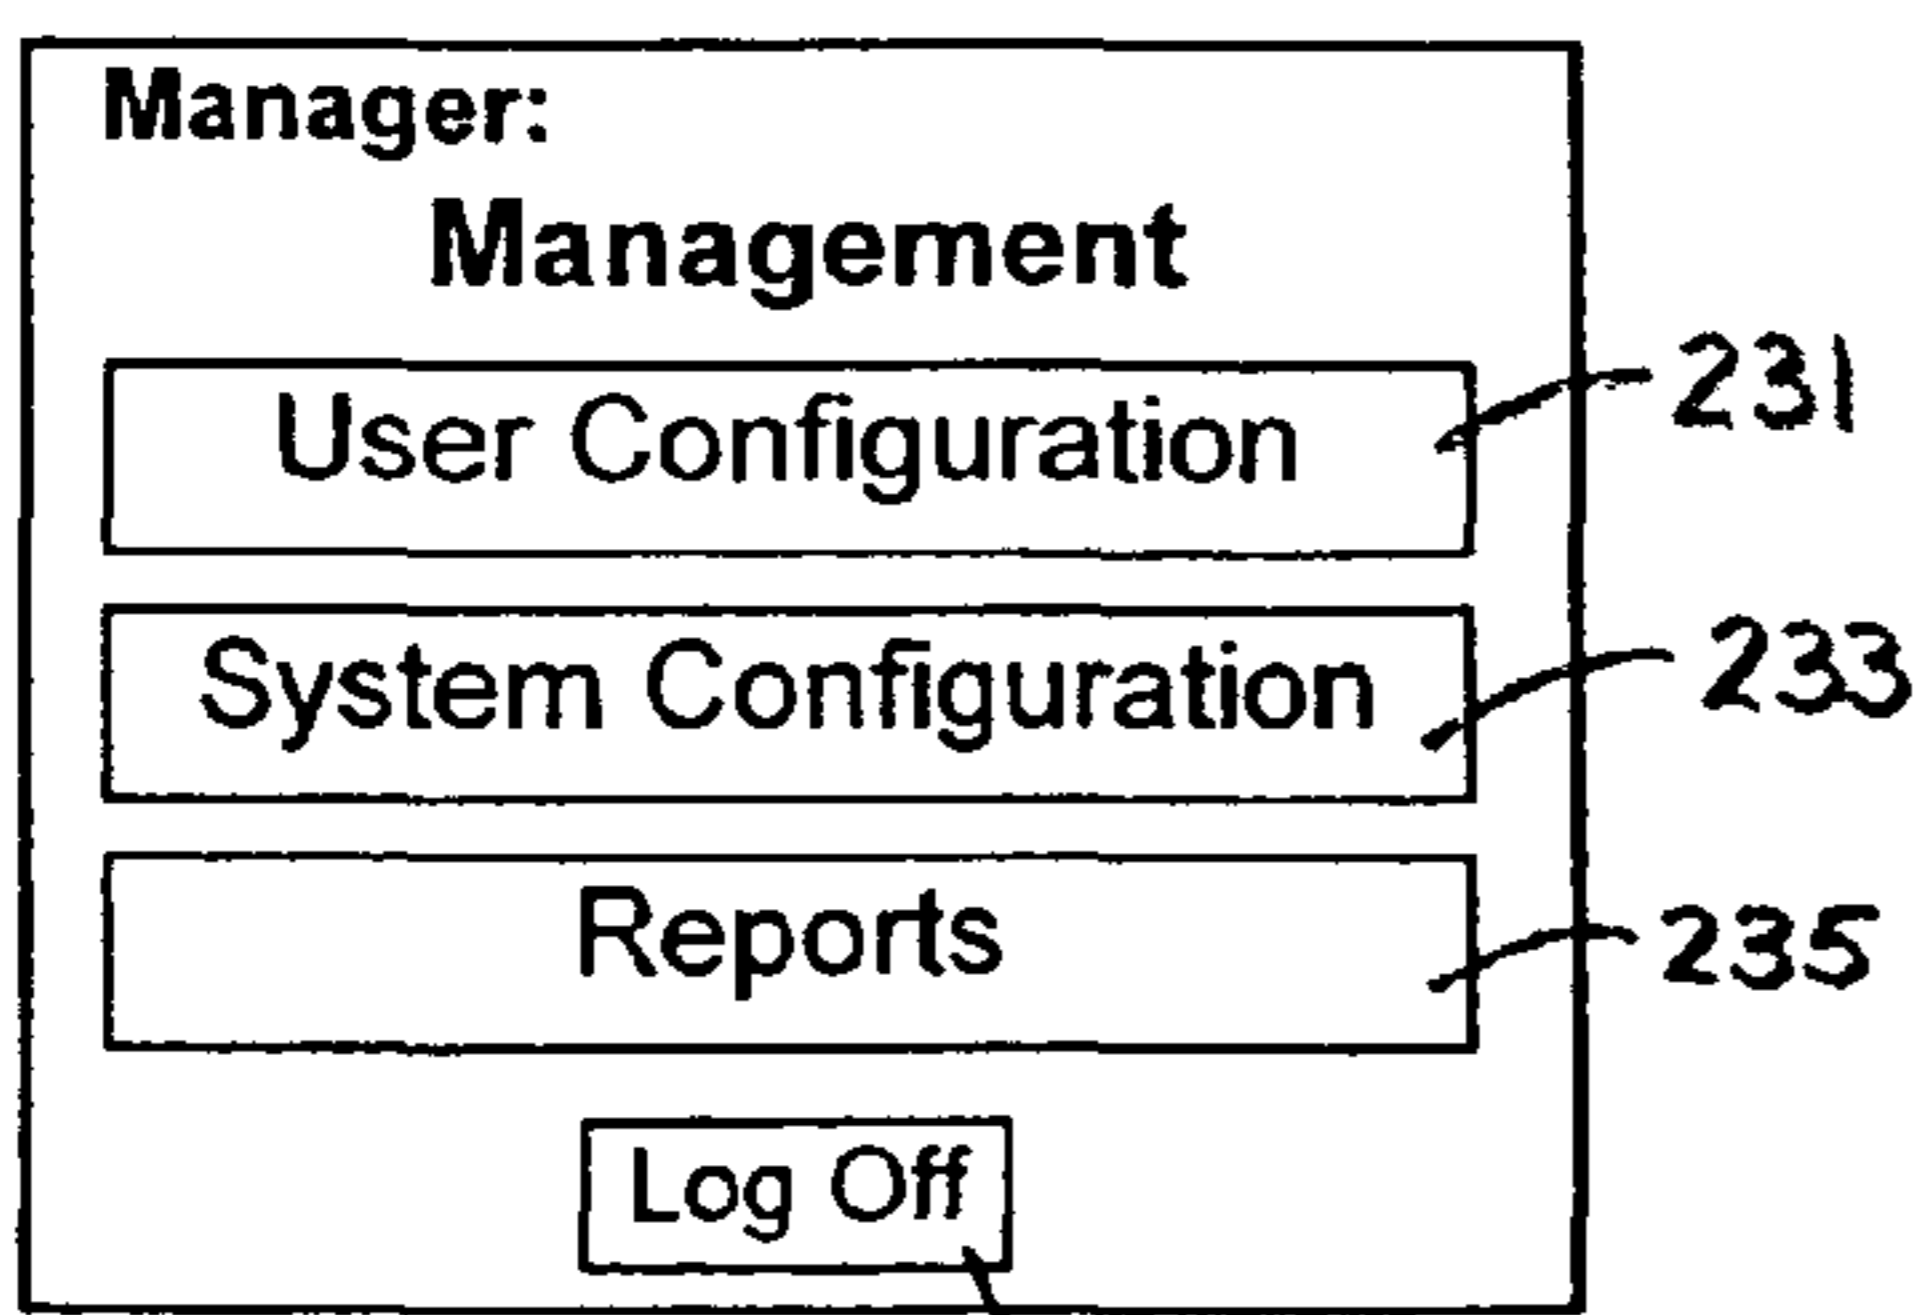 Manager:
Management
User Configuration 231
System Configuration 233
Reports 235
Log Off